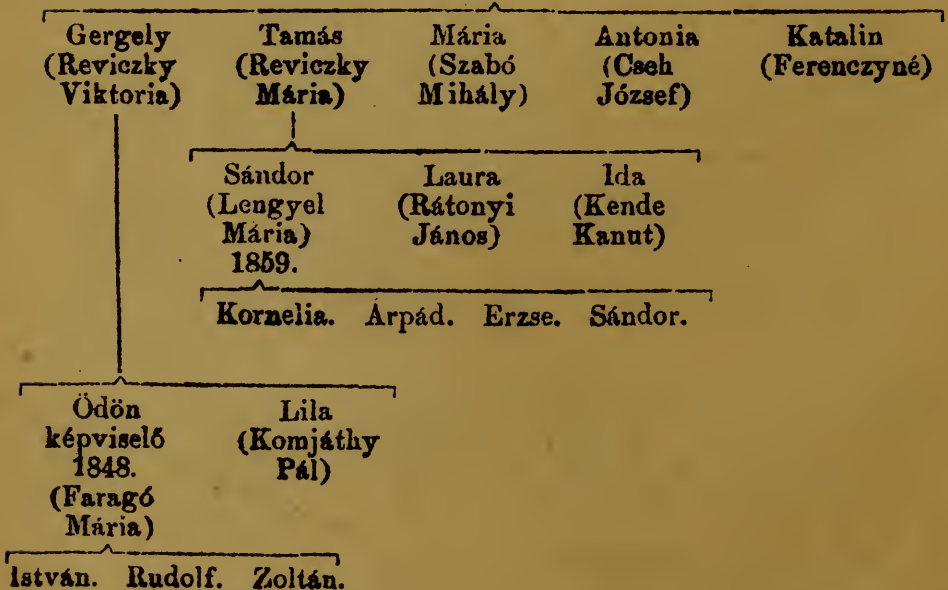 Gergely Tamás Mária Antonia Katalin
(Reviczky (Reviczky (Szabó (Cseh (Ferenczyné)
Viktoria) Mária) Mihály) József)
Sándor Laura Ida
(Lengyel (Rátonyi (Kende
Mária) János) Kanut)
1859.
Kornelia. Árpád. Erzse. Sándor.
Ödön Lila
képviselő (Komjáthy
1848. Pál)
(Faragó
Mária)
István. Rudolf. Zoltán.